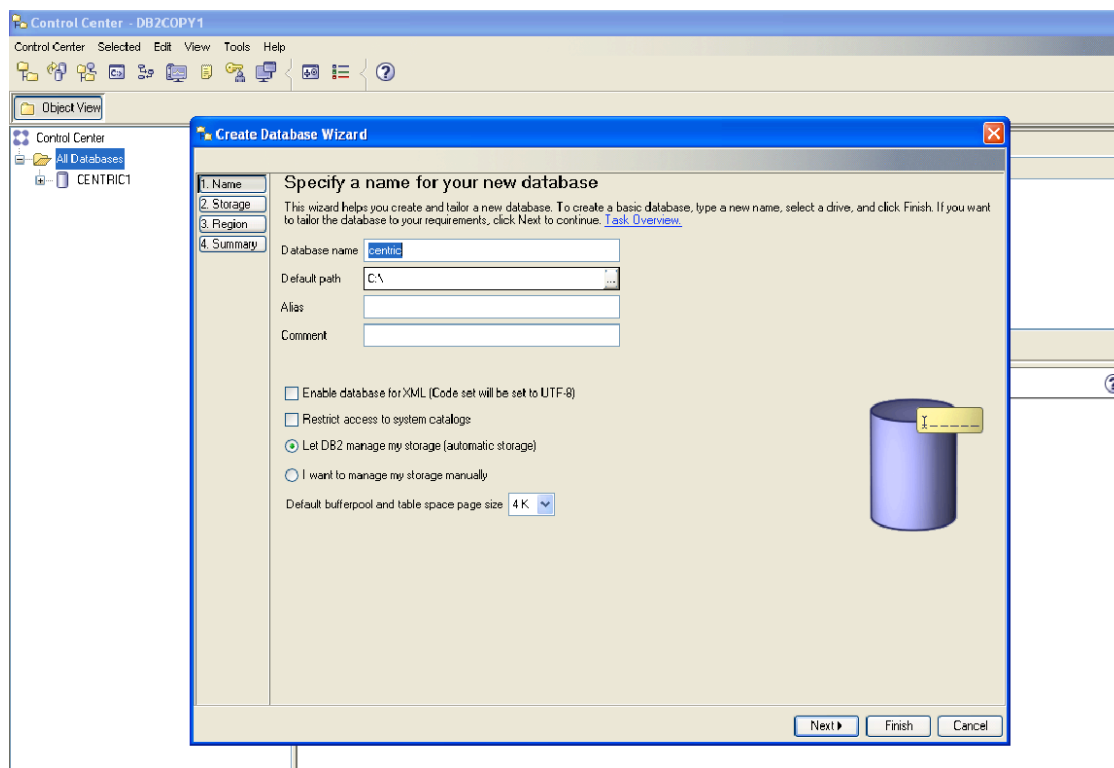 Control Center - DB2COPY1
Control Center Selected Edit View Tools Help
Object View
Control Center
All Databases
CENTRIC1
Create Database Wizard
1. Name
2. Storage
3. Region
4. Summary
Specify a name for your new database
This wizard helps you create and tailor a new database. To create a basic database, type a new name, select a drive, and click Finish. If you want
to tailor the database to your requirements, click Next to continue. Task Overview.
Database name centric
Default path C:\ ...
Alias
Comment
Enable database for XML (Code set will be set to UTF-8)
Restrict access to system catalogs
Let DB2 manage my storage (automatic storage)
I want to manage my storage manually
Default bufferpool and table space page size 4 K
Next Finish Cancel